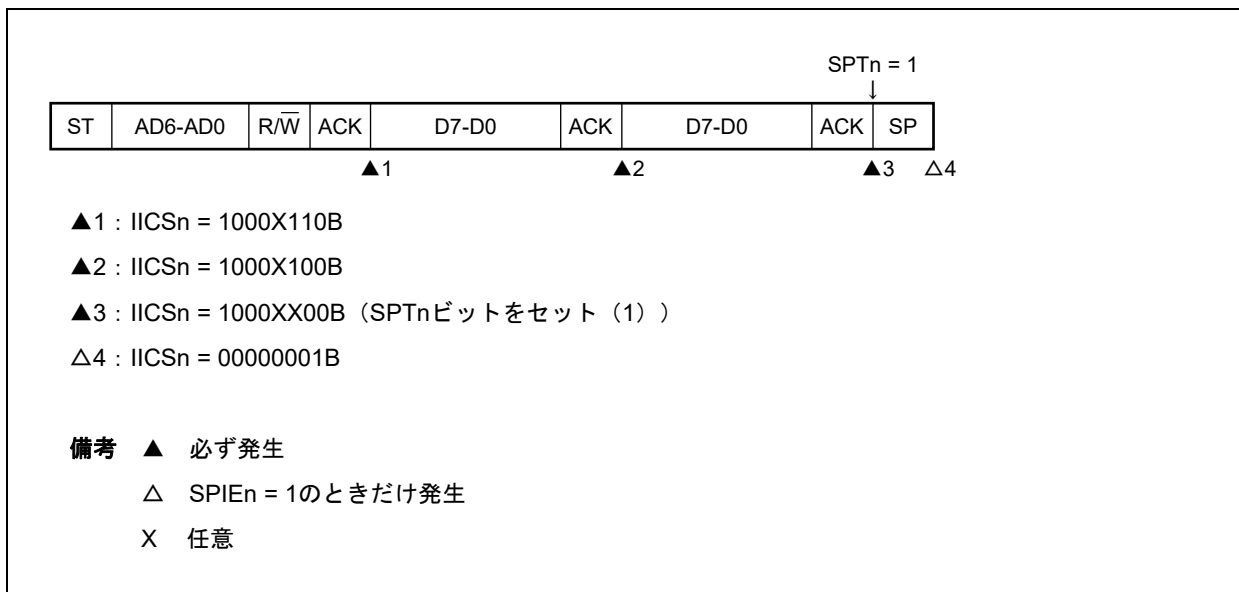 SPTn = 1
↓
ST AD6-AD0 R/W̅ ACK D7-D0 ACK D7-D0 ACK SP
▲1 ▲2 ▲3 △4
▲1：IICSn = 1000X110B
▲2：IICSn = 1000X100B
▲3：IICSn = 1000XX00B（SPTnビットをセット（1））
△4：IICSn = 00000001B
備考 ▲ 必ず発生
△ SPIEn = 1のときだけ発生
X 任意